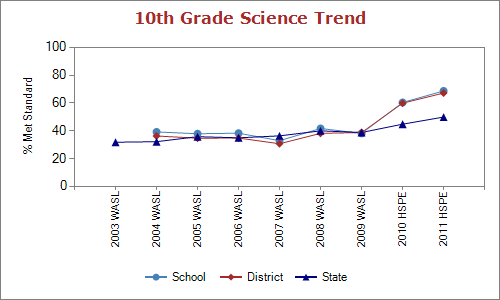 10th Grade Science Trend
% Met Standard
100
80
60
40
20
0
2003 WASL
2004 WASL
2005 WASL
2006 WASL
2007 WASL
2008 WASL
2009 WASL
2010 HSPE
2011 HSPE
School District State